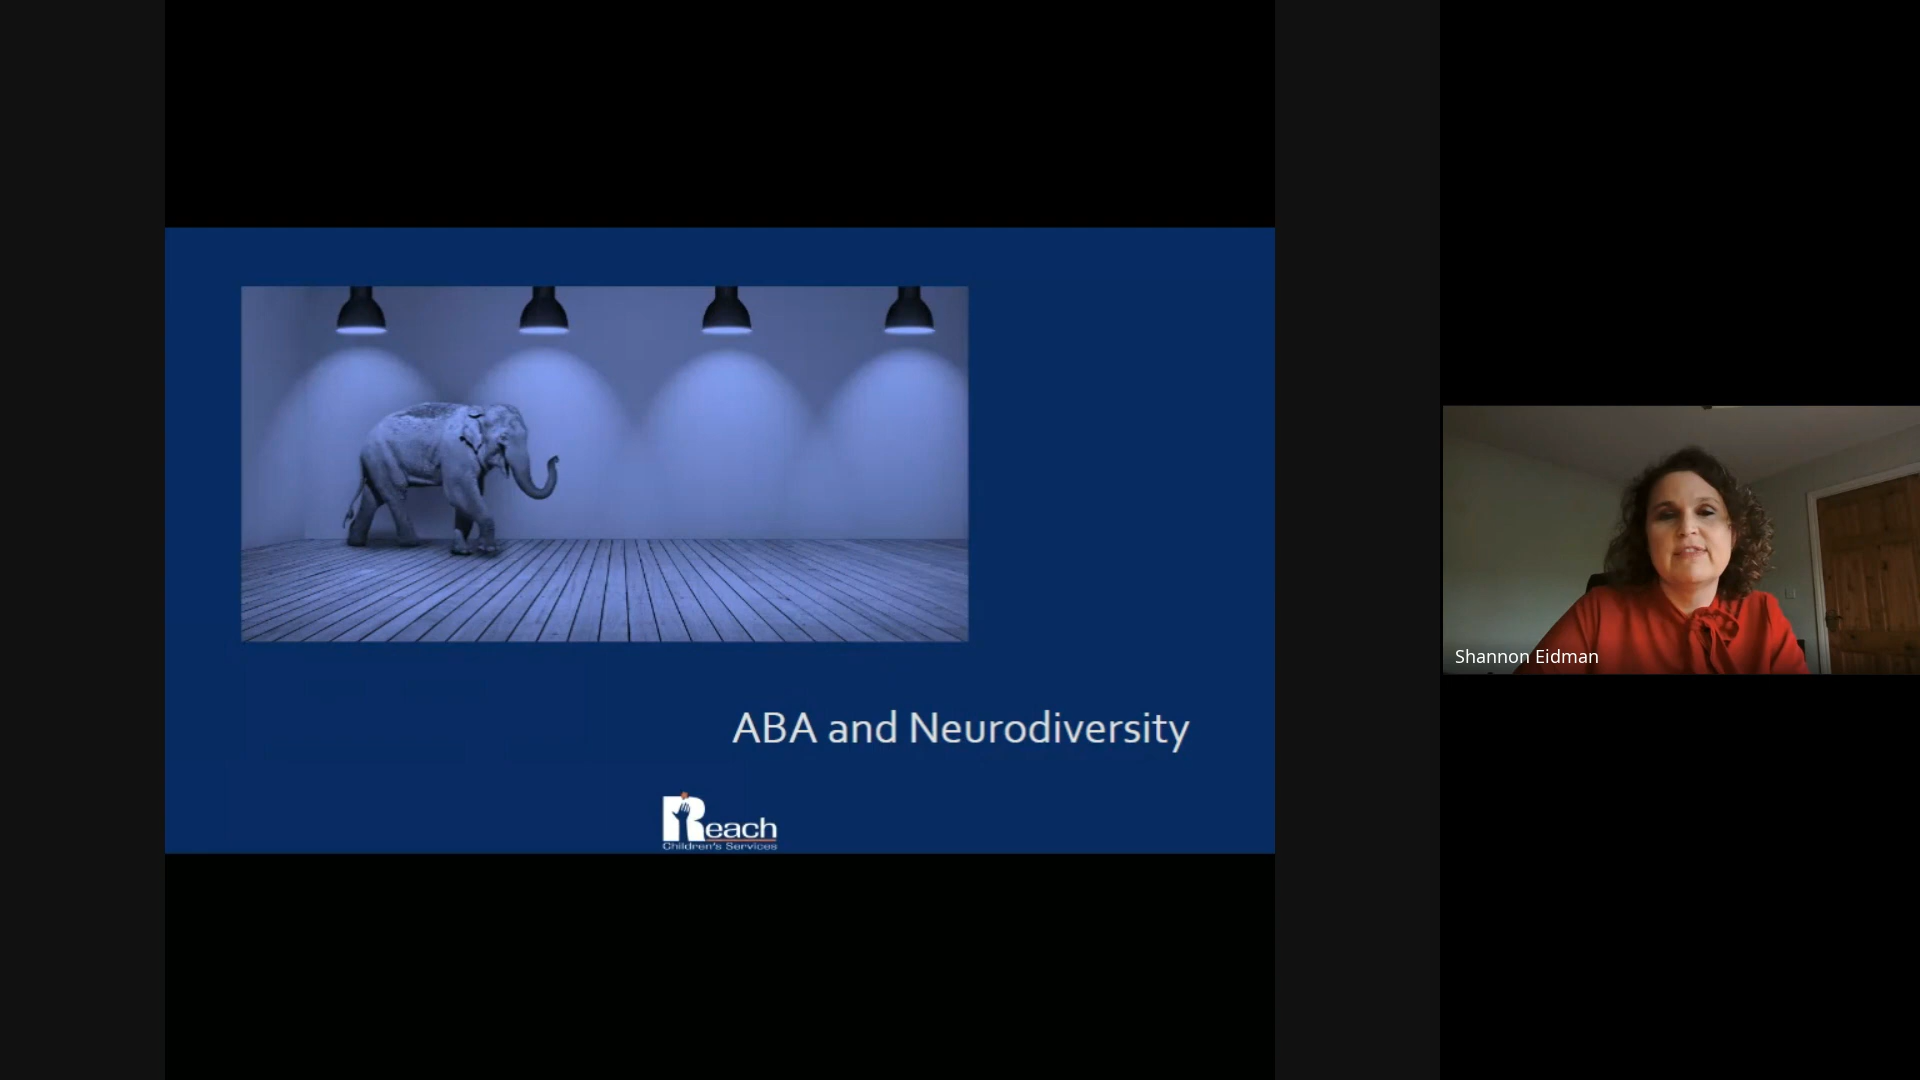 ABA and Neurodiversity
Reach
Children's Services
Shannon Eidman